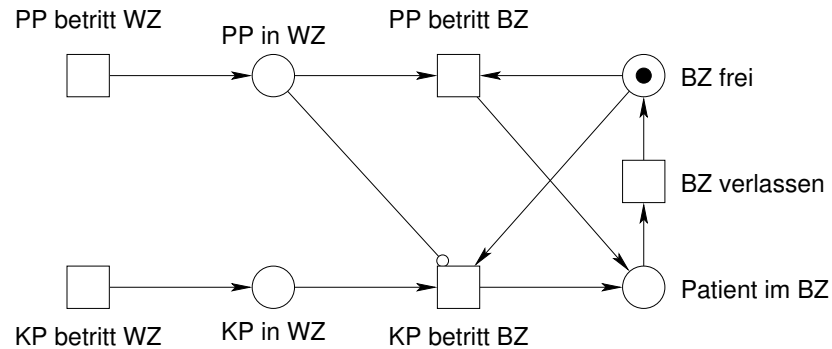 PP betritt WZ
PP in WZ
PP betritt BZ
BZ frei
BZ verlassen
Patient im BZ
KP betritt WZ
KP in WZ
KP betritt BZ